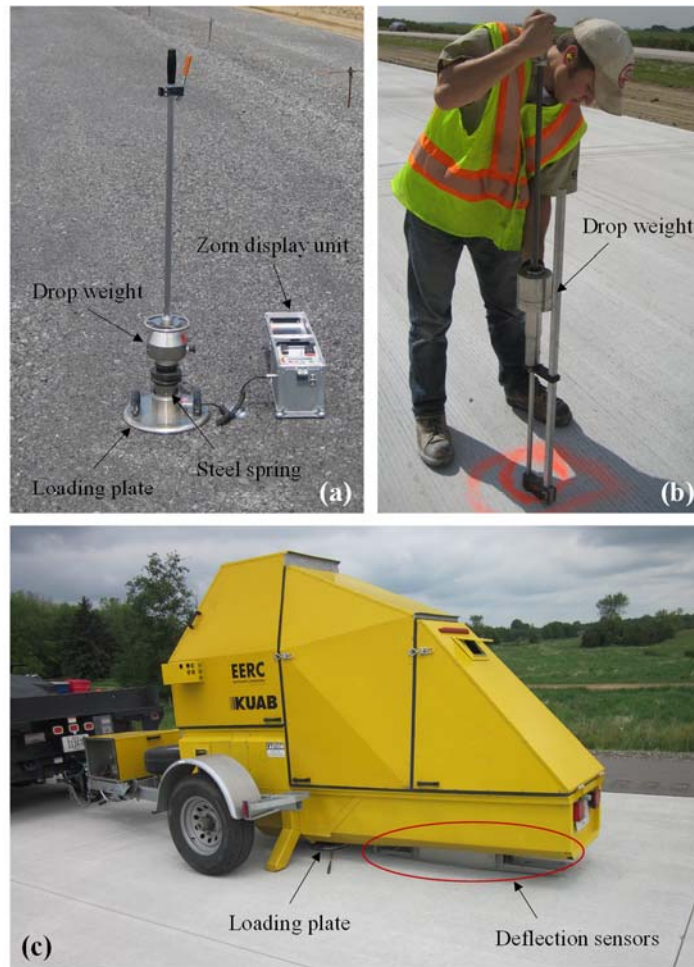 Zorn display unit
Drop weight
Steel spring
Loading plate
(a)
Drop weight
(b)
EERC
KUAB
Loading plate
Deflection sensors
(c)